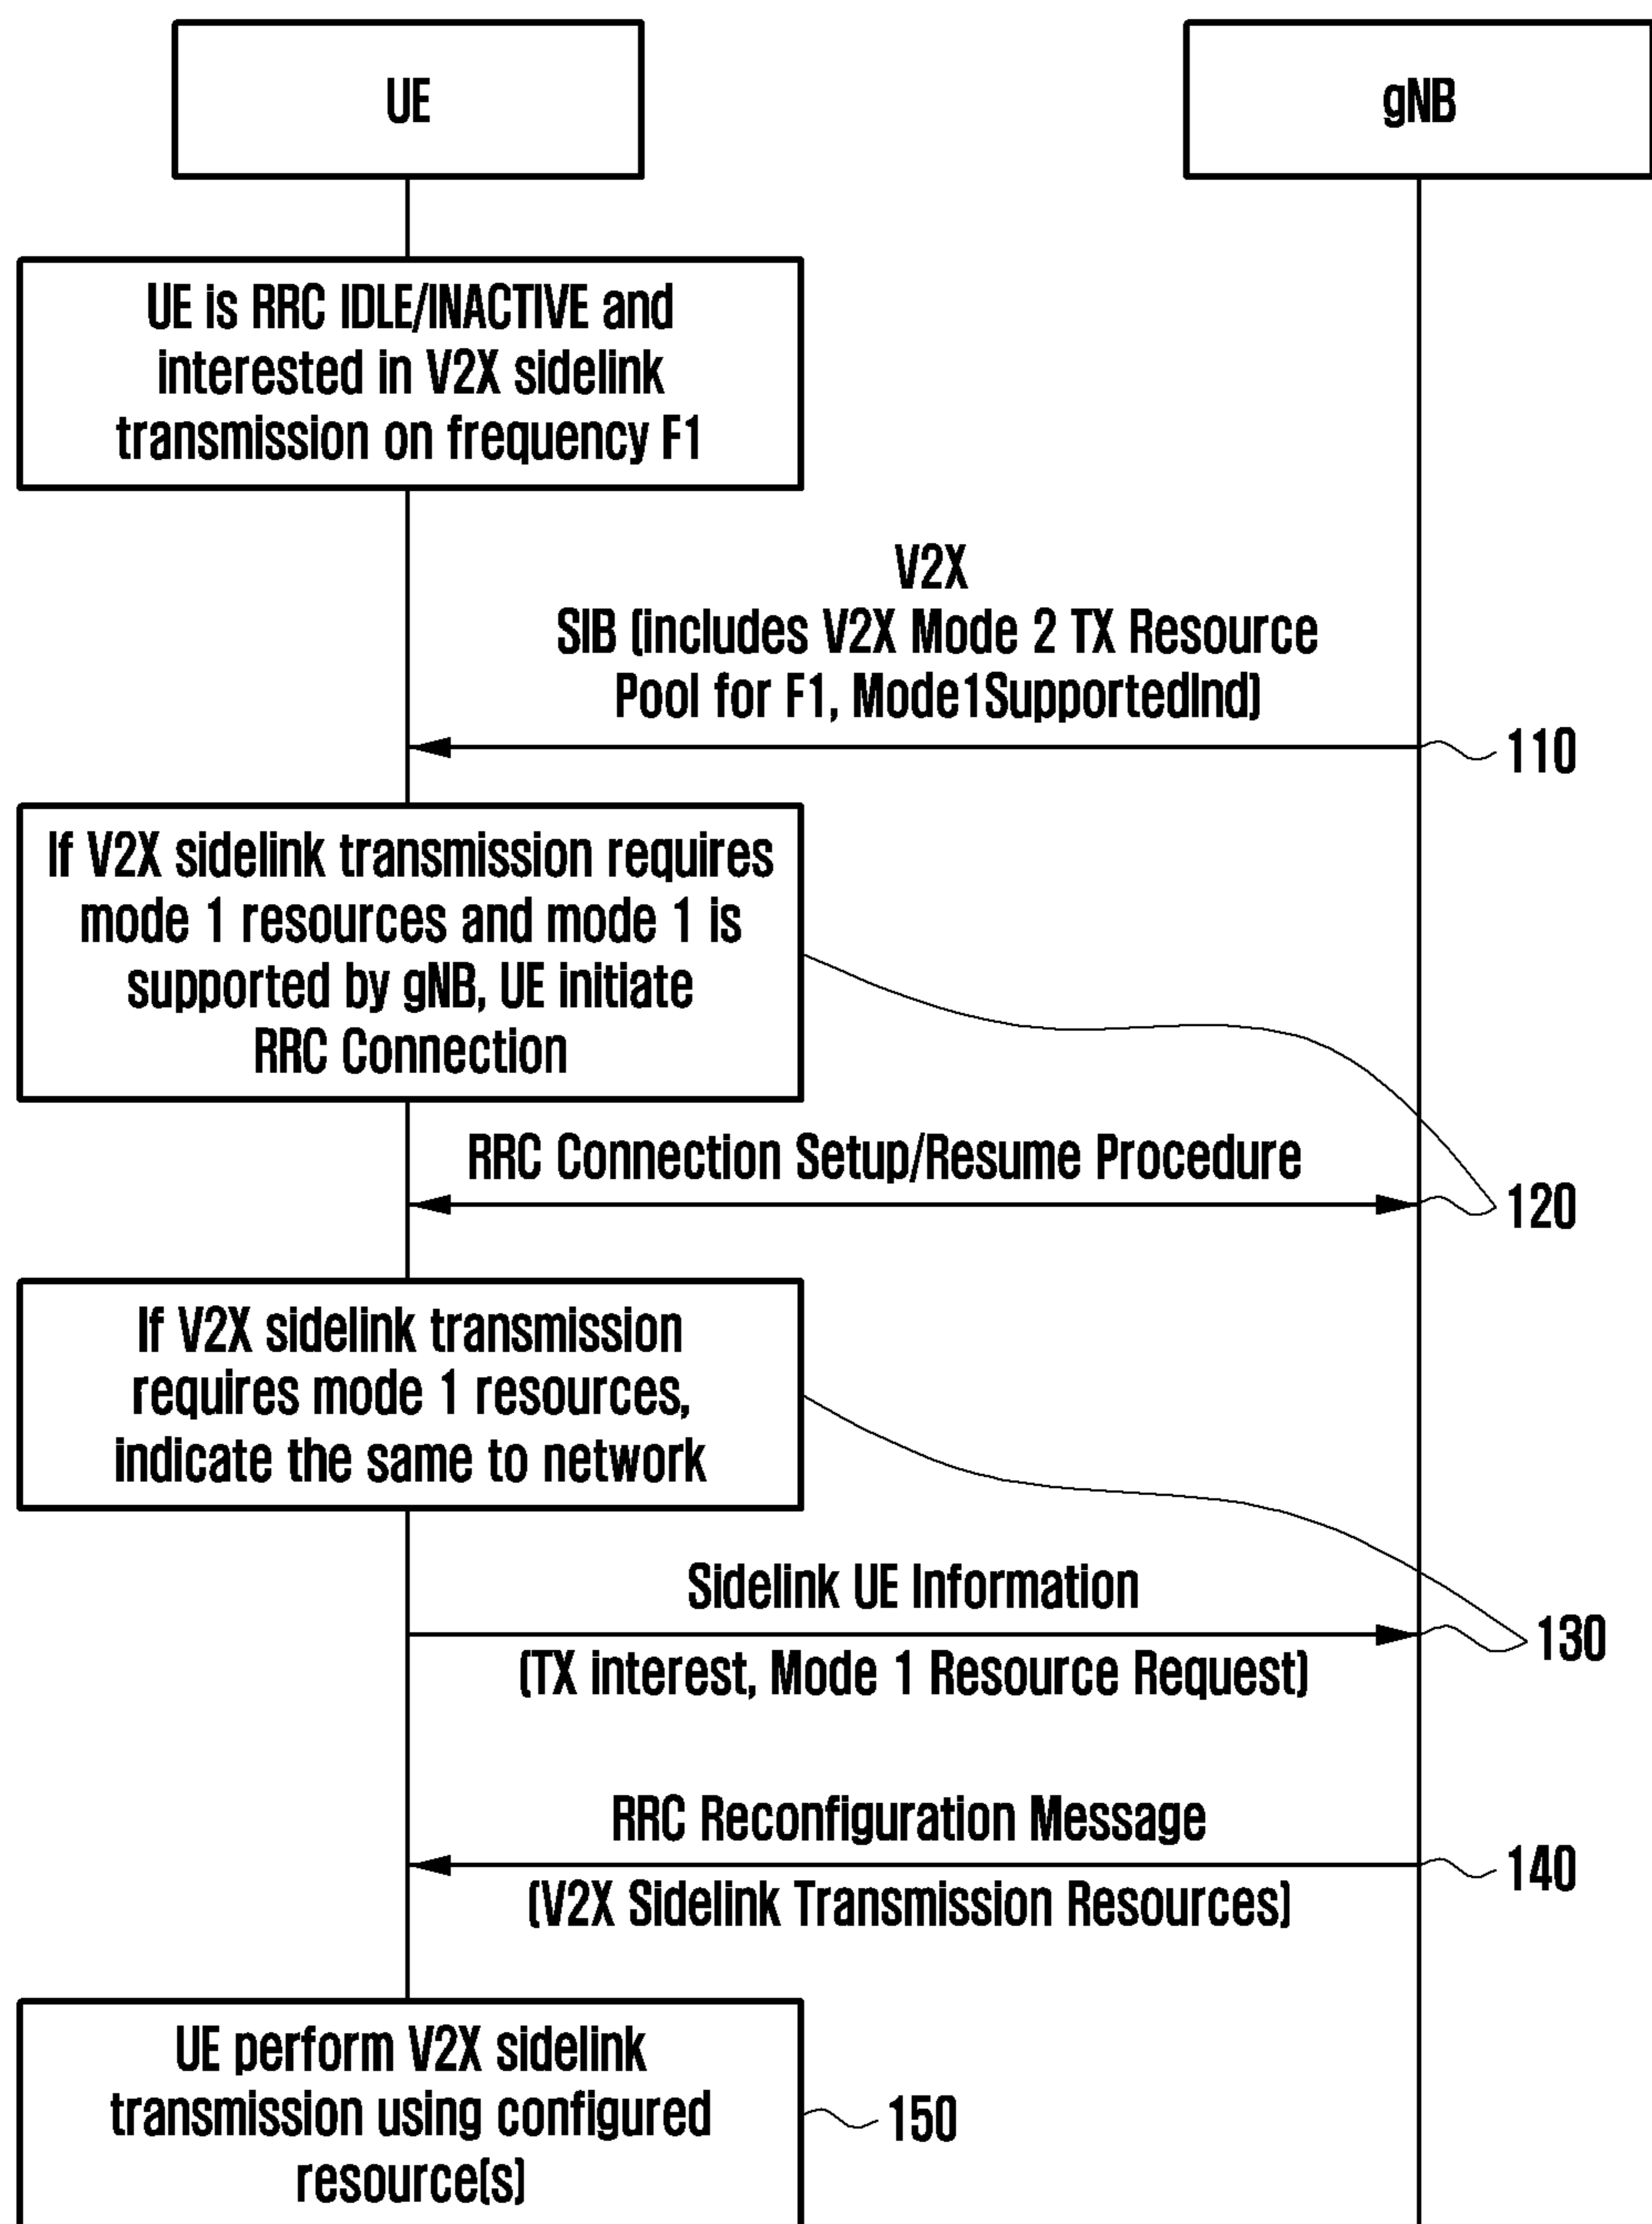 UE
gNB
UE is RRC IDLE/INACTIVE and
interested in V2X sidelink
transmission on frequency F1
V2X
SIB (includes V2X Mode 2 TX Resource
Pool for F1, Mode1SupportedInd)
110
If V2X sidelink transmission requires
mode 1 resources and mode 1 is
supported by gNB, UE initiate
RRC Connection
RRC Connection Setup/Resume Procedure
120
If V2X sidelink transmission
requires mode 1 resources,
indicate the same to network
Sidelink UE Information
130
(TX interest, Mode 1 Resource Request)
RRC Reconfiguration Message
140
(V2X Sidelink Transmission Resources)
UE perform V2X sidelink
transmission using configured
resource(s)
150